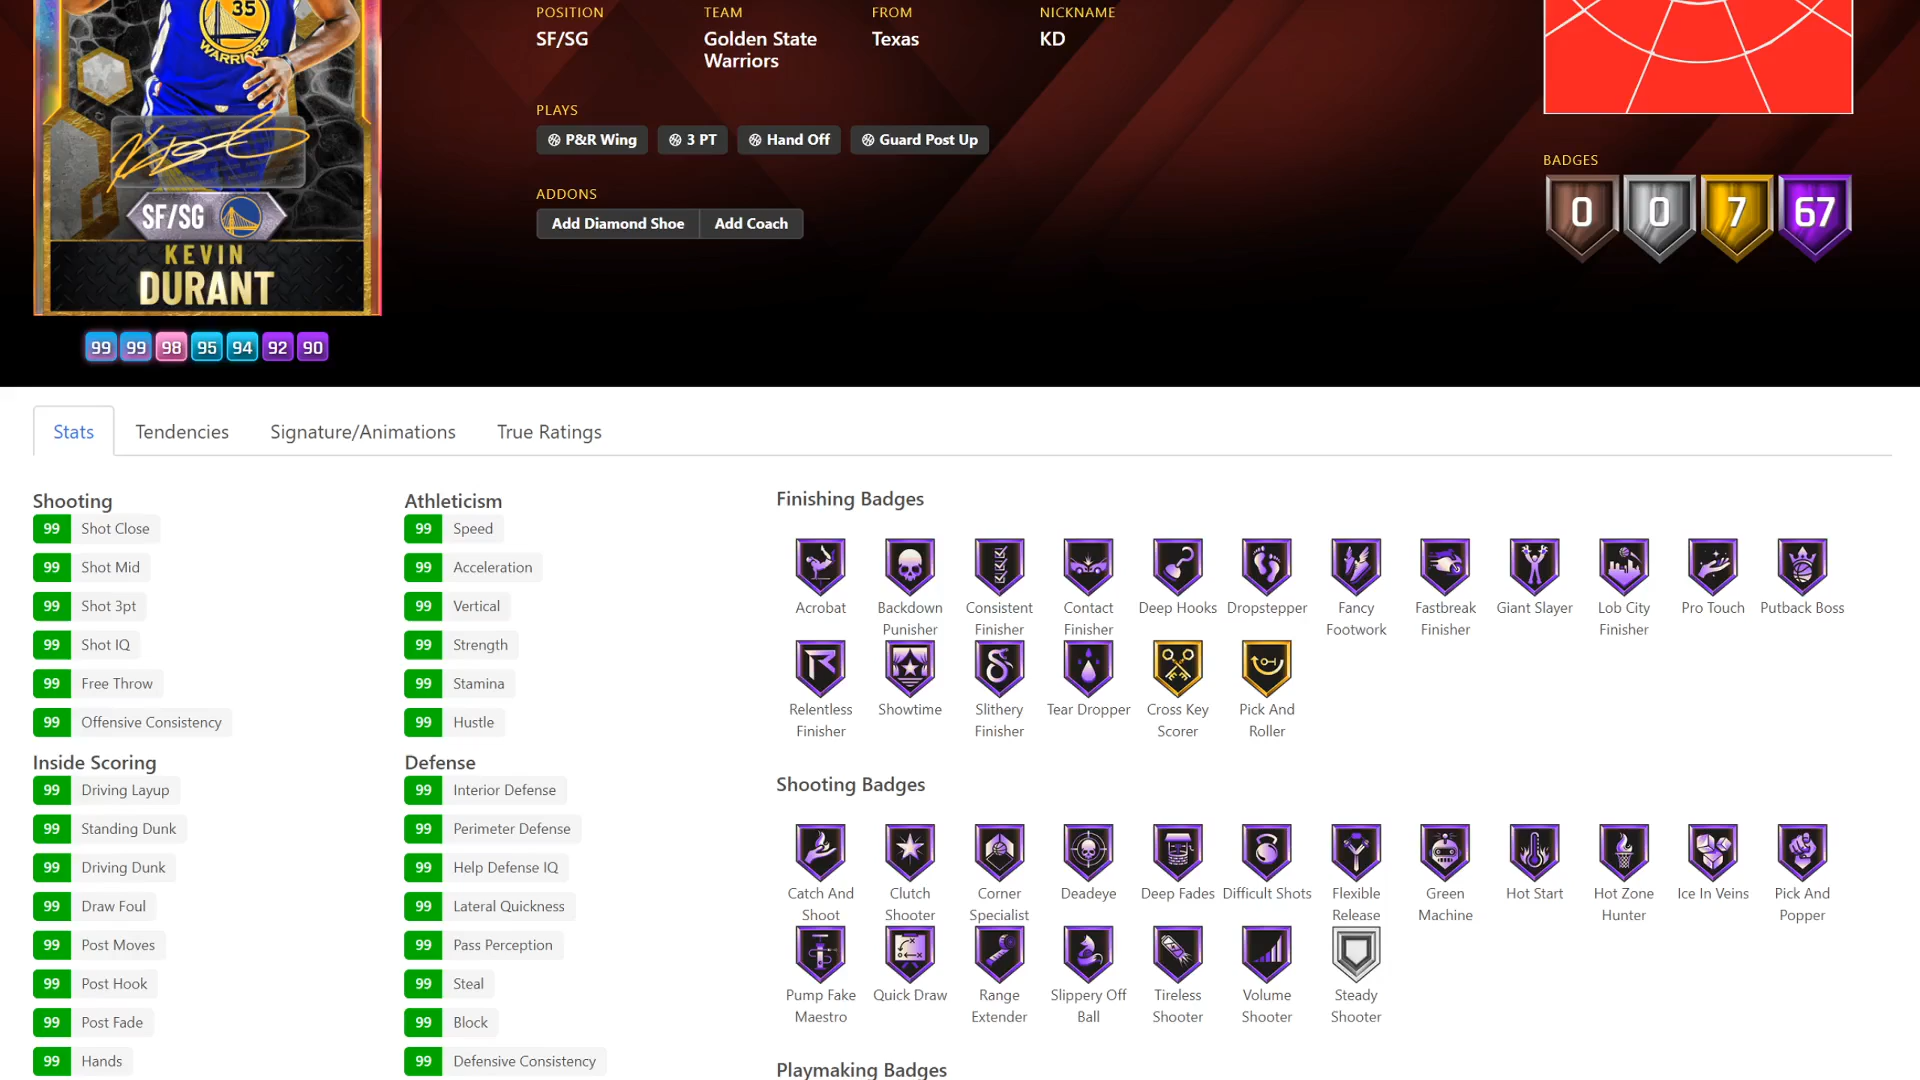 35
WARRIORS
SF/SG
KEVIN
DURANT
99 99 98 95 94 92 90
POSITION TEAM FROM NICKNAME
SF/SG Golden State Texas KD
Warriors
PLAYS
P&R Wing 3 PT Hand Off Guard Post Up
ADDONS
Add Diamond Shoe Add Coach
BADGES
0 0 7 67
Stats Tendencies Signature/Animations True Ratings
Shooting
99 Shot Close
99 Shot Mid
99 Shot 3pt
99 Shot IQ
99 Free Throw
99 Offensive Consistency
Inside Scoring
99 Driving Layup
99 Standing Dunk
99 Driving Dunk
99 Draw Foul
99 Post Moves
99 Post Hook
99 Post Fade
99 Hands
Athleticism
99 Speed
99 Acceleration
99 Vertical
99 Strength
99 Stamina
99 Hustle
Defense
99 Interior Defense
99 Perimeter Defense
99 Help Defense IQ
99 Lateral Quickness
99 Pass Perception
99 Steal
99 Block
99 Defensive Consistency
Finishing Badges
Acrobat Backdown Consistent Contact Deep Hooks Dropstepper Fancy Fastbreak Giant Slayer Lob City Pro Touch Putback Boss
Punisher Finisher Finisher Footwork Finisher Finisher
Relentless Showtime Slithery Tear Dropper Cross Key Pick And
Finisher Finisher Scorer Roller
Shooting Badges
Catch And Clutch Corner Deadeye Deep Fades Difficult Shots Flexible Green Hot Start Hot Zone Ice In Veins Pick And
Shoot Shooter Specialist Release Machine Hunter Popper
Pump Fake Quick Draw Range Slippery Off Tireless Volume Steady
Maestro Extender Ball Shooter Shooter Shooter
Playmaking Badges